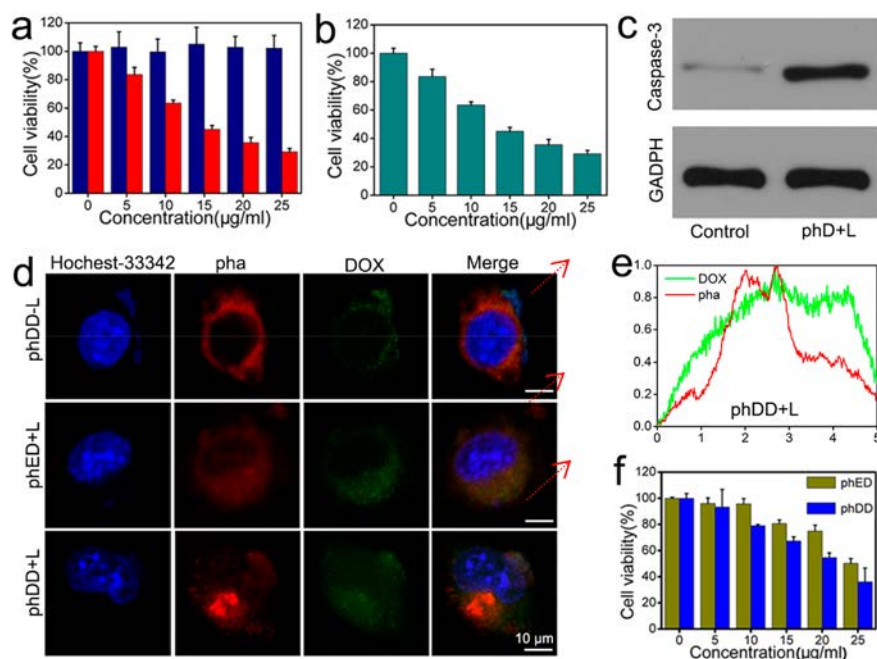 a
Cell viability(%)
120
100
80
60
40
20
0
0 5 10 15 20 25
Concentration(µg/ml)
b
Cell viability(%)
120
100
80
60
40
20
0
0 5 10 15 20 25
Concentration(µg/ml)
c
Caspase-3
GADPH
Control phD+L
d
Hochest-33342 pha DOX Merge
phDD-L
phED+L
phDD+L
10 µm
e
1.0
0.8
0.6
0.4
0.2
0.0
DOX
pha
phDD+L
0 1 2 3 4 5
f
Cell viability(%)
120
100
80
60
40
20
0
phED
phDD
0 5 10 15 20 25
Concentration(µg/ml)